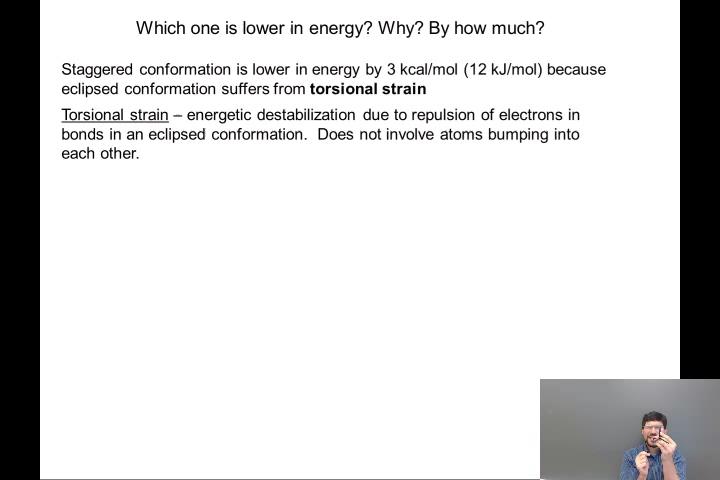 Which one is lower in energy? Why? By how much?
Staggered conformation is lower in energy by 3 kcal/mol (12 kJ/mol) because
eclipsed conformation suffers from torsional strain
Torsional strain – energetic destabilization due to repulsion of electrons in
bonds in an eclipsed conformation. Does not involve atoms bumping into
each other.